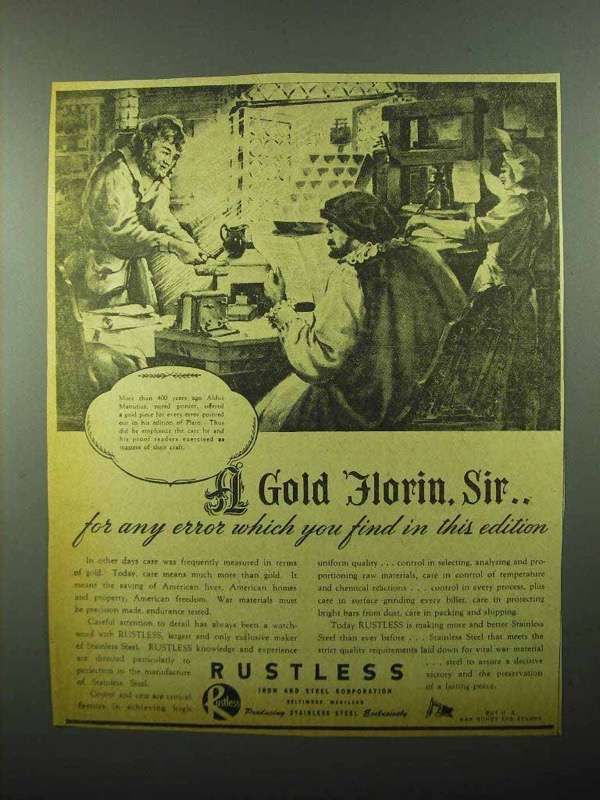 More than 400 years ago Aldus
Manutius, noted printer, offered
a gold piece for every error pointed
out in his edition of Plato. Thus
did he emphasize the care he and
his proof readers exercised as
masters of their craft.
A Gold Florin, Sir..
for any error which you find in this edition
In other days care was frequently measured in terms
of gold. Today, care means much more than gold. It
means the saving of American lives, American homes
and property, American freedom. War materials must
be precision made, endurance tested.
Careful attention to detail has always been a watch-
word with RUSTLESS, largest and only exclusive maker
of Stainless Steel. RUSTLESS knowledge and experience
are directed particularly to
perfection in the manufacture
of Stainless Steel.
Control and care are critical
factors in achieving high
uniform quality . . . control in selecting, analyzing and pro-
portioning raw materials, care in control of temperature
and chemical reactions . . . control in every process, plus
care in surface grinding every billet, care in protecting
bright bars from dust, care in packing and shipping.
Today RUSTLESS is making more and better Stainless
Steel than ever before . . . Stainless Steel that meets the
strict quality requirements laid down for vital war material
. . . steel to assure a decisive
victory and the preservation
of a lasting peace.
RUSTLESS
IRON AND STEEL CORPORATION
BALTIMORE MARYLAND
Producing STAINLESS STEEL Exclusively
Rustless
BUY U. S.
WAR BONDS AND STAMPS